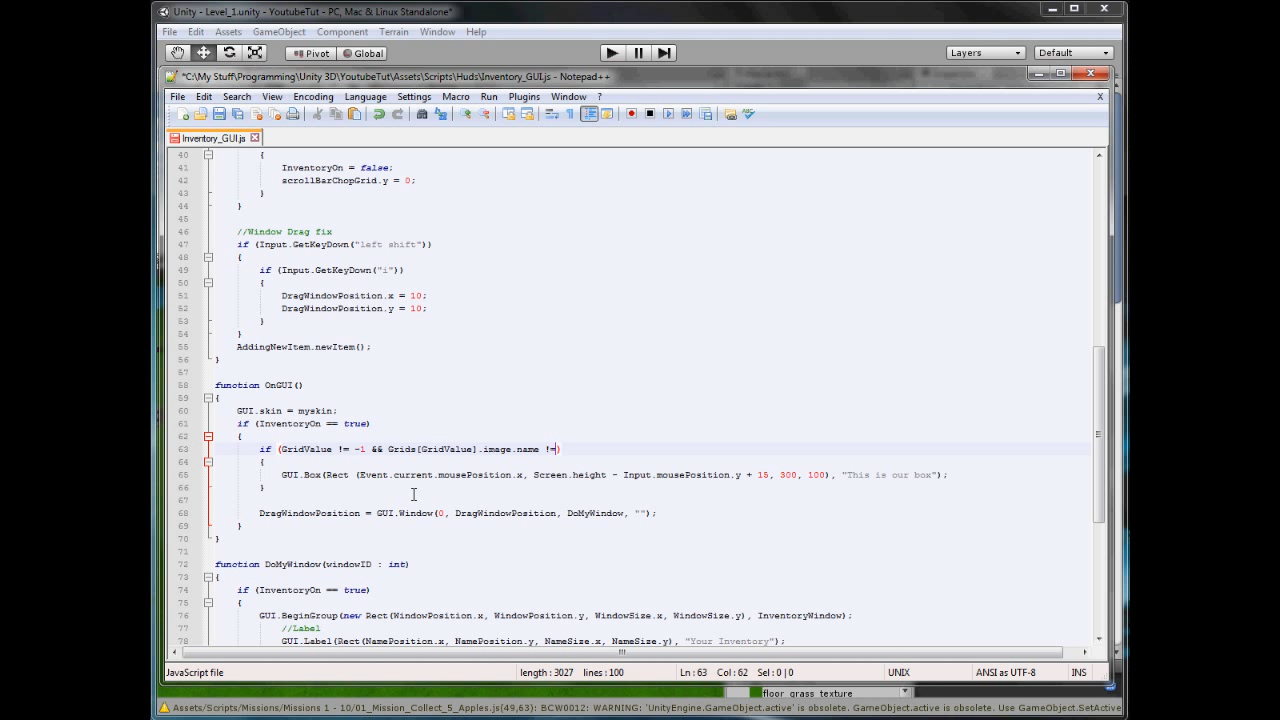 Unity - Level_1.unity - YoutubeTut - PC, Mac & Linux Standalone*
File Edit Assets GameObject Component Terrain Window Help
Pivot Global Layers Default
*C:\My Stuff\Programming\Unity 3D\YoutubeTut\Assets\Scripts\Huds\Inventory_GUI.js - Notepad++
File Edit Search View Encoding Language Settings Macro Run Plugins Window ? X
Inventory_GUI.js
40 {
41 InventoryOn = false;
42 scrollBarChopGrid.y = 0;
43 }
44 }
45
46 //Window Drag fix
47 if (Input.GetKeyDown("left shift"))
48 {
49 if (Input.GetKeyDown("i"))
50 {
51 DragWindowPosition.x = 10;
52 DragWindowPosition.y = 10;
53 }
54 }
55 AddingNewItem.newItem();
56 }
57
58 function OnGUI()
59 {
60 GUI.skin = myskin;
61 if (InventoryOn == true)
62 {
63 if (GridValue != -1 && Grids[GridValue].image.name !=)
64 {
65 GUI.Box(Rect (Event.current.mousePosition.x, Screen.height - Input.mousePosition.y + 15, 300, 100), "This is our box");
66 }
67
68 DragWindowPosition = GUI.Window(0, DragWindowPosition, DoMyWindow, "");
69 }
70 }
71
72 function DoMyWindow(windowID : int)
73 {
74 if (InventoryOn == true)
75 {
76 GUI.BeginGroup(new Rect(WindowPosition.x, WindowPosition.y, WindowSize.x, WindowSize.y), InventoryWindow);
77 //Label
78 GUI.Label(Rect(NamePosition.x, NamePosition.y, NameSize.x, NameSize.y), "Your Inventory");
JavaScript file length : 3027 lines : 100 Ln : 63 Col : 62 Sel : 0 | 0 UNIX ANSI as UTF-8 INS
floor_grass_texture
Assets/Scripts/Missions/Missions 1 - 10/01_Mission_Collect_5_Apples.js(49,63): BCW0012: WARNING: 'UnityEngine.GameObject.active' is obsolete. GameObject.active is obsolete. Use GameObject.SetActive